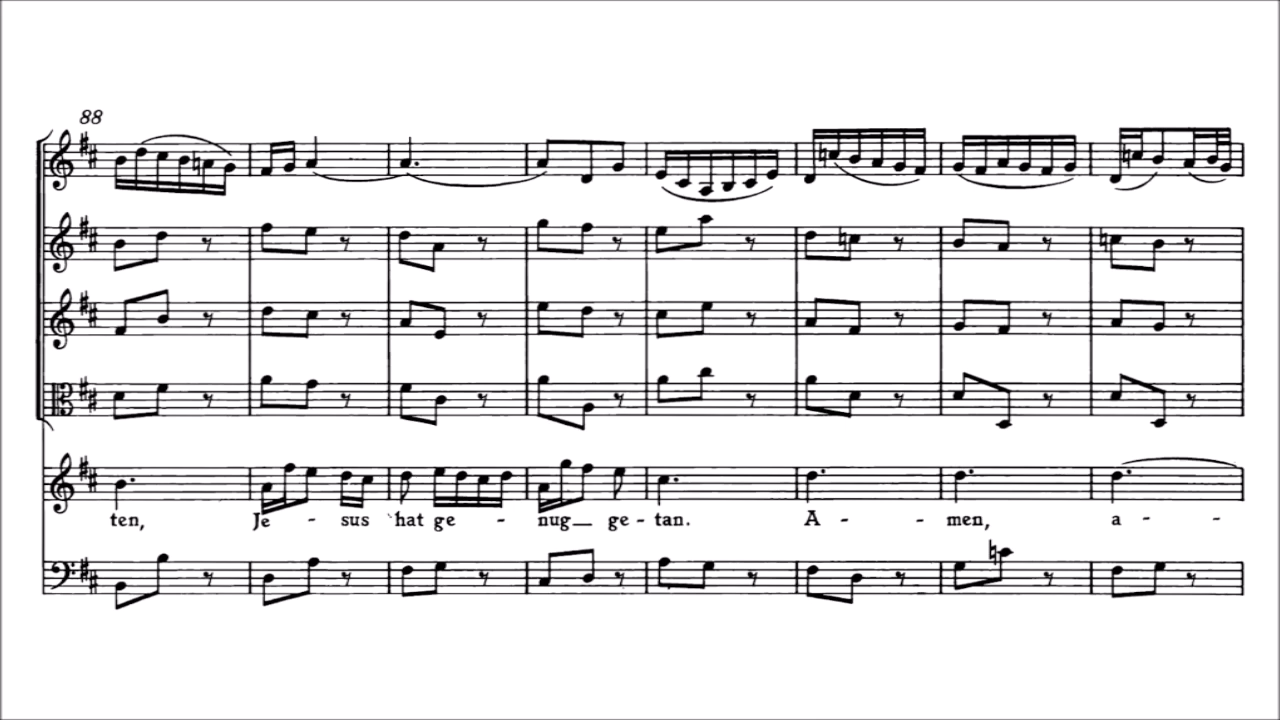 88
ten, Je - sus hat ge - nug ge - tan. A - - men, a - -